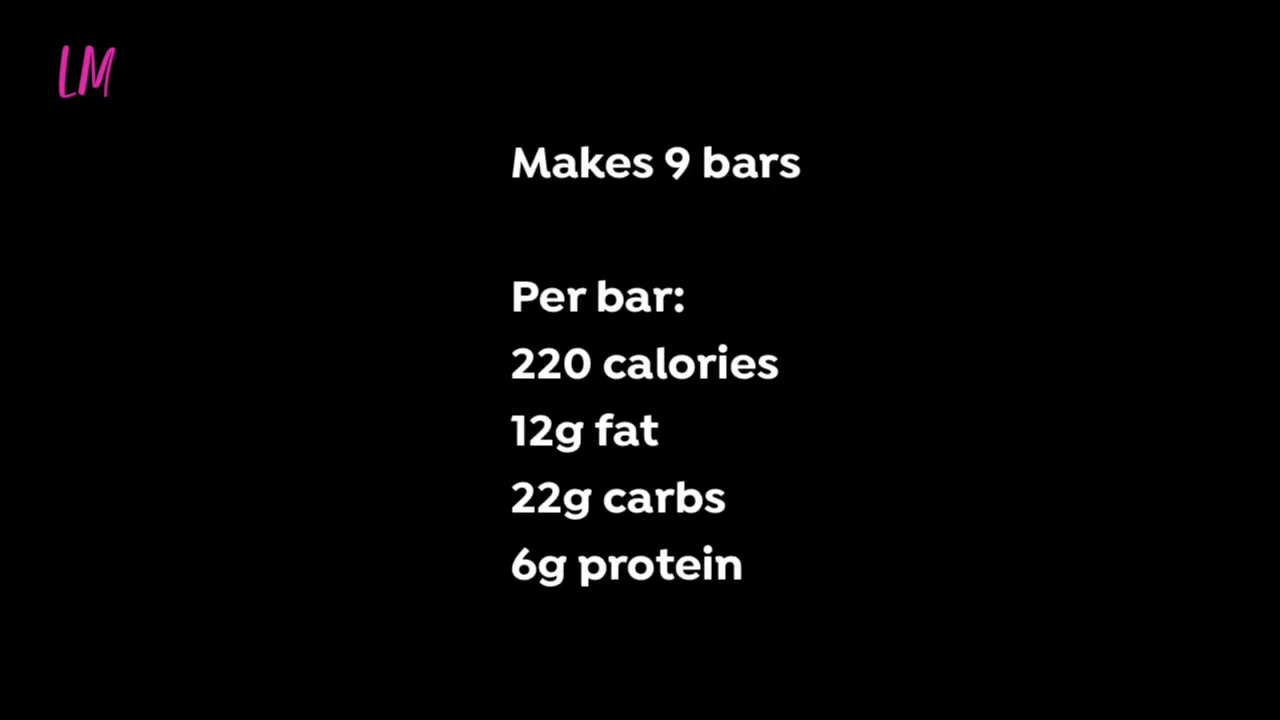 LM
Makes 9 bars
Per bar:
220 calories
12g fat
22g carbs
6g protein